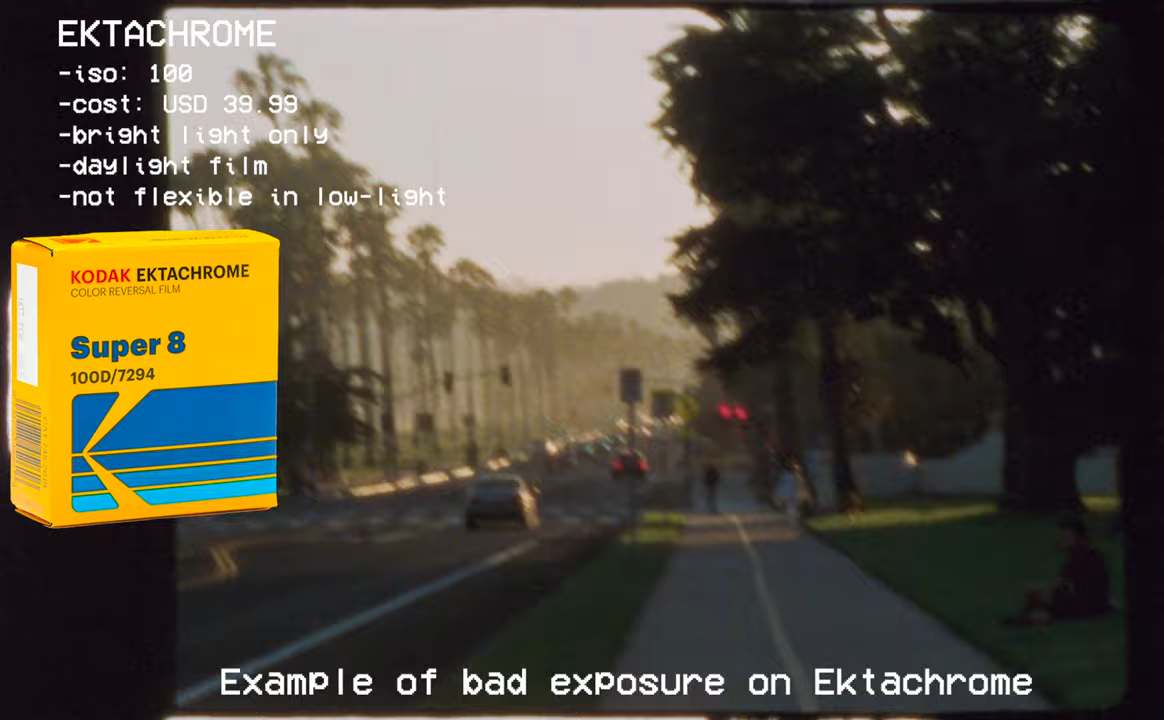 EKTACHROME
-iso: 100
-cost: USD 39.99
-bright light only
-daylight film
-not flexible in low-light
KODAK EKTACHROME
COLOR REVERSAL FILM
Super 8
100D/7294
Example of bad exposure on Ektachrome